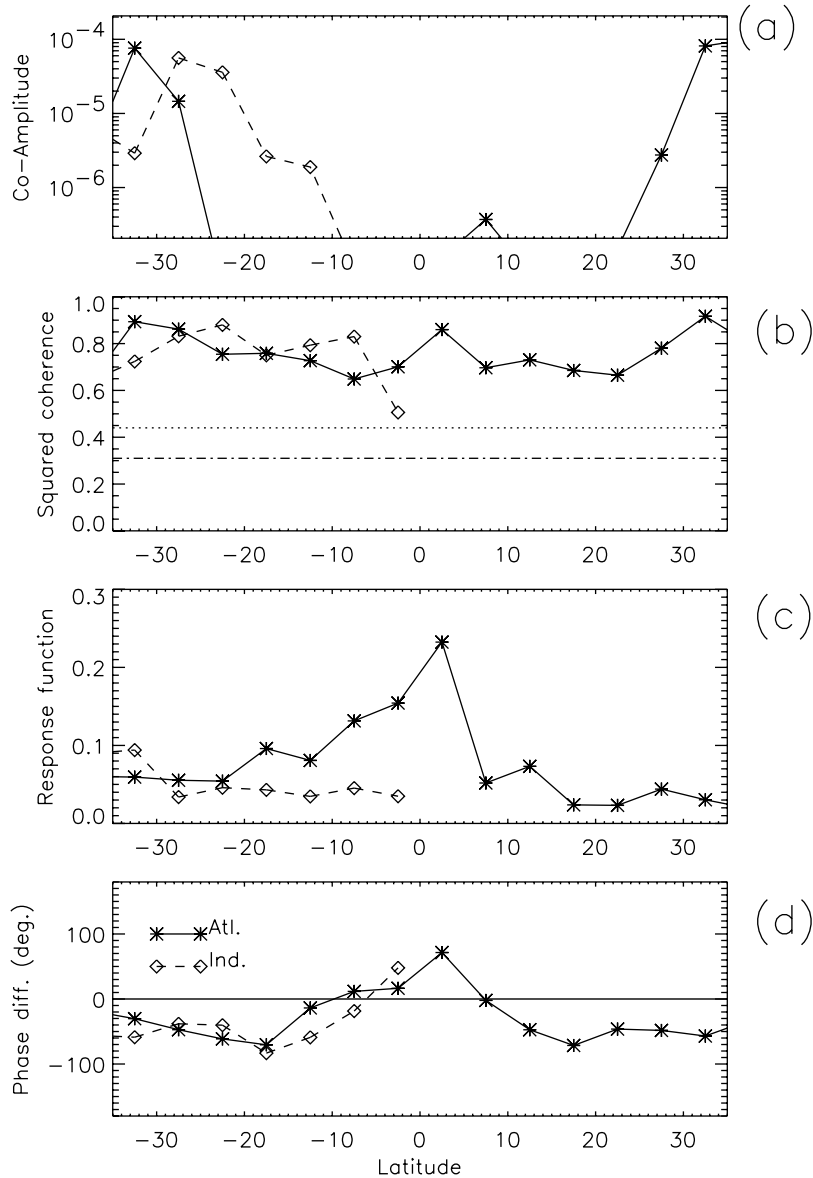 (a)
Co-Amplitude
10⁻⁴
10⁻⁵
10⁻⁶
−30 −20 −10 0 10 20 30
(b)
Squared coherence
1.0
0.8
0.6
0.4
0.2
0.0
−30 −20 −10 0 10 20 30
(c)
Response function
0.3
0.2
0.1
0.0
−30 −20 −10 0 10 20 30
(d)
Phase diff. (deg.)
100
0
−100
Atl.
Ind.
−30 −20 −10 0 10 20 30
Latitude